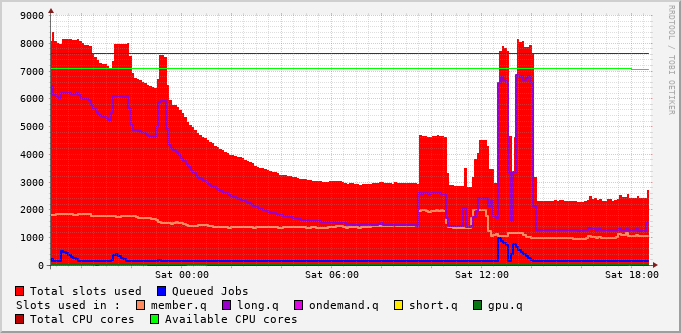 9000
8000
7000
6000
5000
4000
3000
2000
1000
0
Sat 00:00 Sat 06:00 Sat 12:00 Sat 18:00
RRDTOOL / TOBI OETIKER
Total slots used Queued Jobs
Slots used in : member.q long.q ondemand.q short.q gpu.q
Total CPU cores Available CPU cores